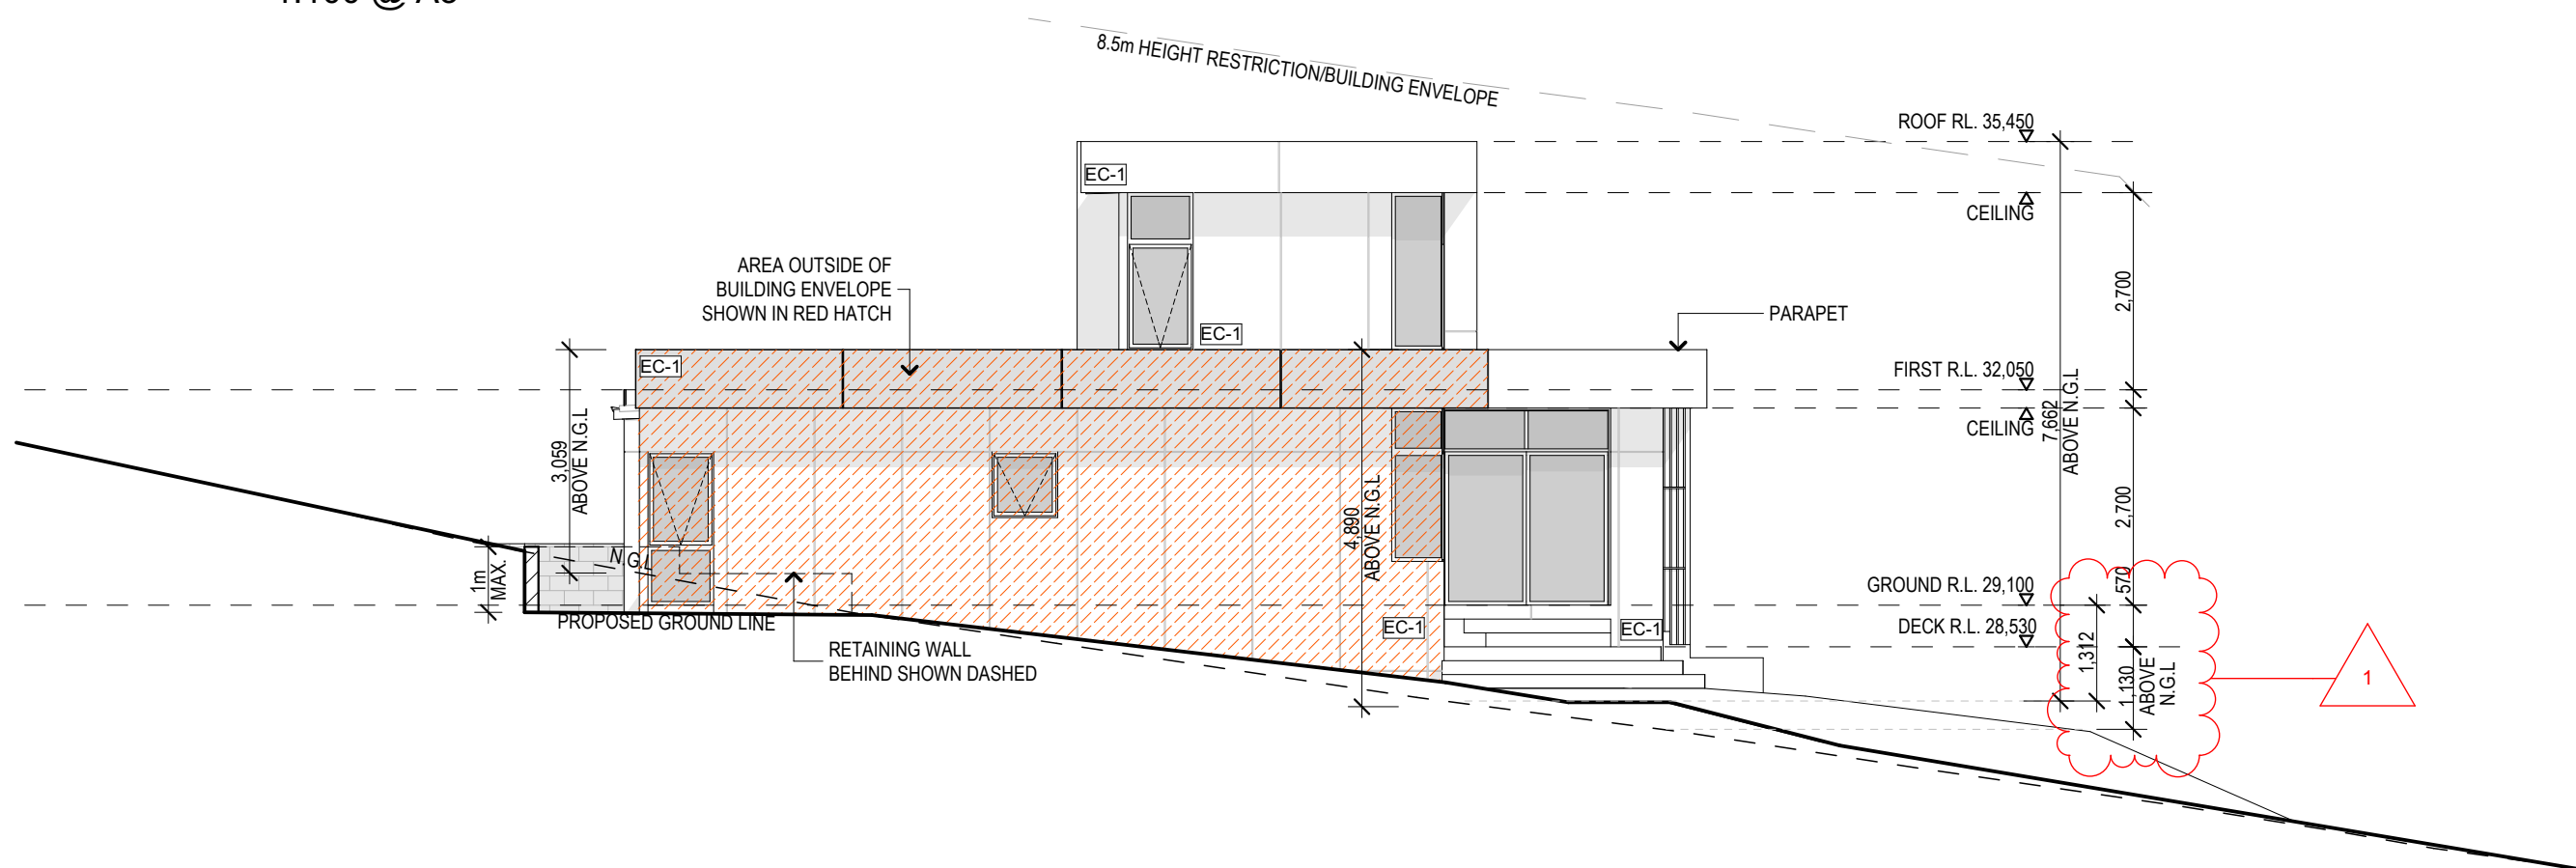 1:100 @ A3
8.5m HEIGHT RESTRICTION/BUILDING ENVELOPE
ROOF RL. 35,450
EC-1
CEILING
AREA OUTSIDE OF
BUILDING ENVELOPE
SHOWN IN RED HATCH
2,700
PARAPET
EC-1
EC-1
FIRST R.L. 32,050
7,662
ABOVE N.G.L
CEILING
3,059
ABOVE N.G.L
4,890
ABOVE N.G.L
2,700
N.G.L
1m
MAX.
570
GROUND R.L. 29,100
PROPOSED GROUND LINE
EC-1
EC-1
DECK R.L. 28,530
RETAINING WALL
BEHIND SHOWN DASHED
1,312
1,130
ABOVE
N.G.L
1